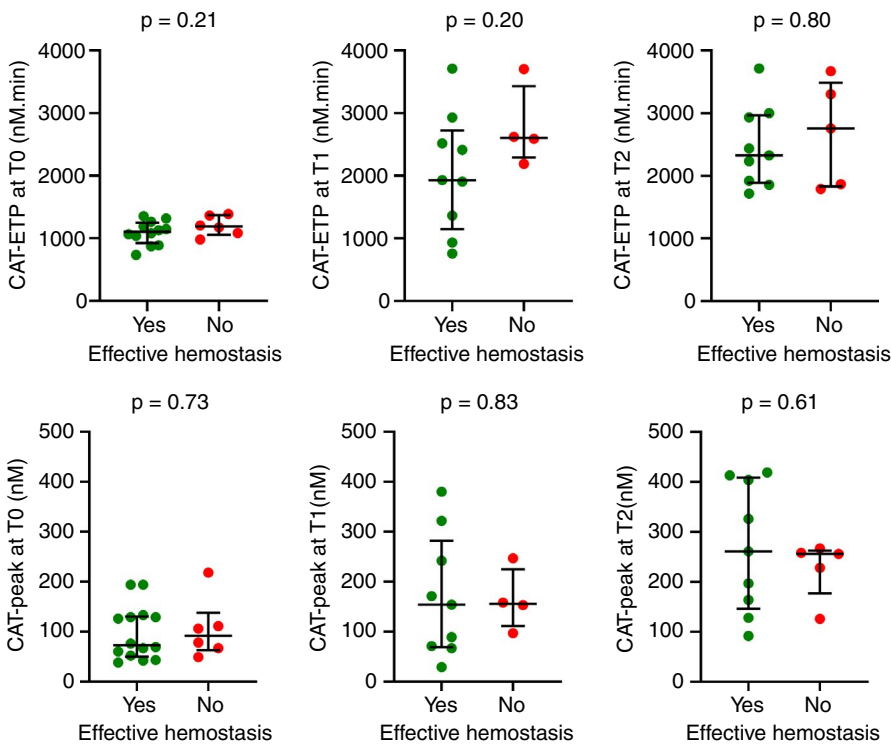 p = 0.21
CAT-ETP at T0 (nM.min)
4000
3000
2000
1000
0
Yes No
Effective hemostasis
p = 0.20
CAT-ETP at T1 (nM.min)
4000
3000
2000
1000
0
Yes No
Effective hemostasis
p = 0.80
CAT-ETP at T2 (nM.min)
4000
3000
2000
1000
0
Yes No
Effective hemostasis
p = 0.73
CAT-peak at T0 (nM)
500
400
300
200
100
0
Yes No
Effective hemostasis
p = 0.83
CAT-peak at T1(nM)
500
400
300
200
100
0
Yes No
Effective hemostasis
p = 0.61
CAT-peak at T2(nM)
500
400
300
200
100
0
Yes No
Effective hemostasis